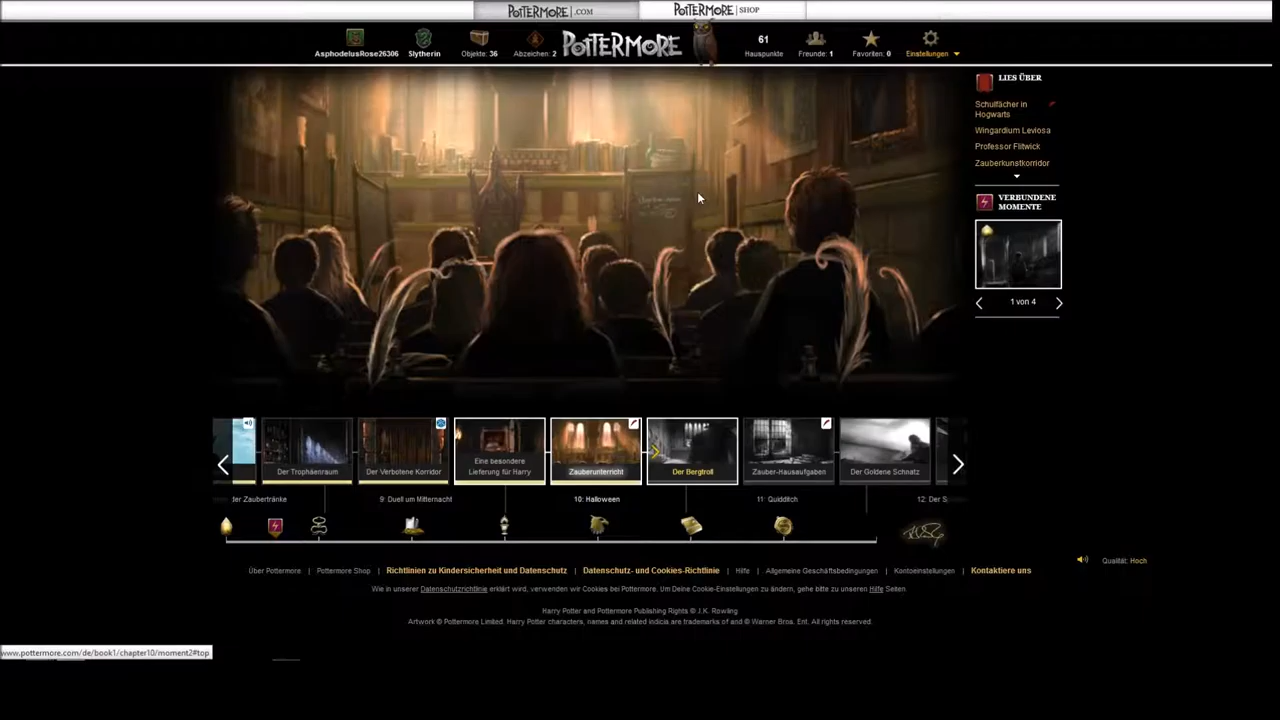 POTTERMORE .COM
POTTERMORE SHOP
AsphodelusRose26306
Slytherin
Objekte: 36
Abzeichen: 2
POTTERMORE
61
Hauspunkte
Freunde: 1
Favoriten: 0
Einstellungen
LIES ÜBER
Schulfächer in
Hogwarts
Wingardium Leviosa
Professor Flitwick
Zauberkunstkorridor
VERBUNDENE
MOMENTE
1 von 4
Der Trophäenraum
Der Verbotene Korridor
Eine besondere
Lieferung für Harry
Zauberunterricht
Der Bergtroll
Zauber-Hausaufgaben
Der Goldene Schnatz
der Zaubertränke
9: Duell um Mitternacht
10: Halloween
11: Quidditch
12: Der S
Qualität: Hoch
Über Pottermore | Pottermore Shop | Richtlinien zu Kindersicherheit und Datenschutz | Datenschutz- und Cookies-Richtlinie | Hilfe | Allgemeine Geschäftsbedingungen | Kontoeinstellungen | Kontaktiere uns
Wie in unserer Datenschutzrichtlinie erklärt wird, verwenden wir Cookies bei Pottermore. Um Deine Cookie-Einstellungen zu ändern, gehe bitte zu unseren Hilfe Seiten
Harry Potter and Pottermore Publishing Rights © J.K. Rowling
Artwork © Pottermore Limited. Harry Potter characters, names and related indicia are trademarks of and © Warner Bros. Ent. All rights reserved.
www.pottermore.com/de/book1/chapter10/moment2#top